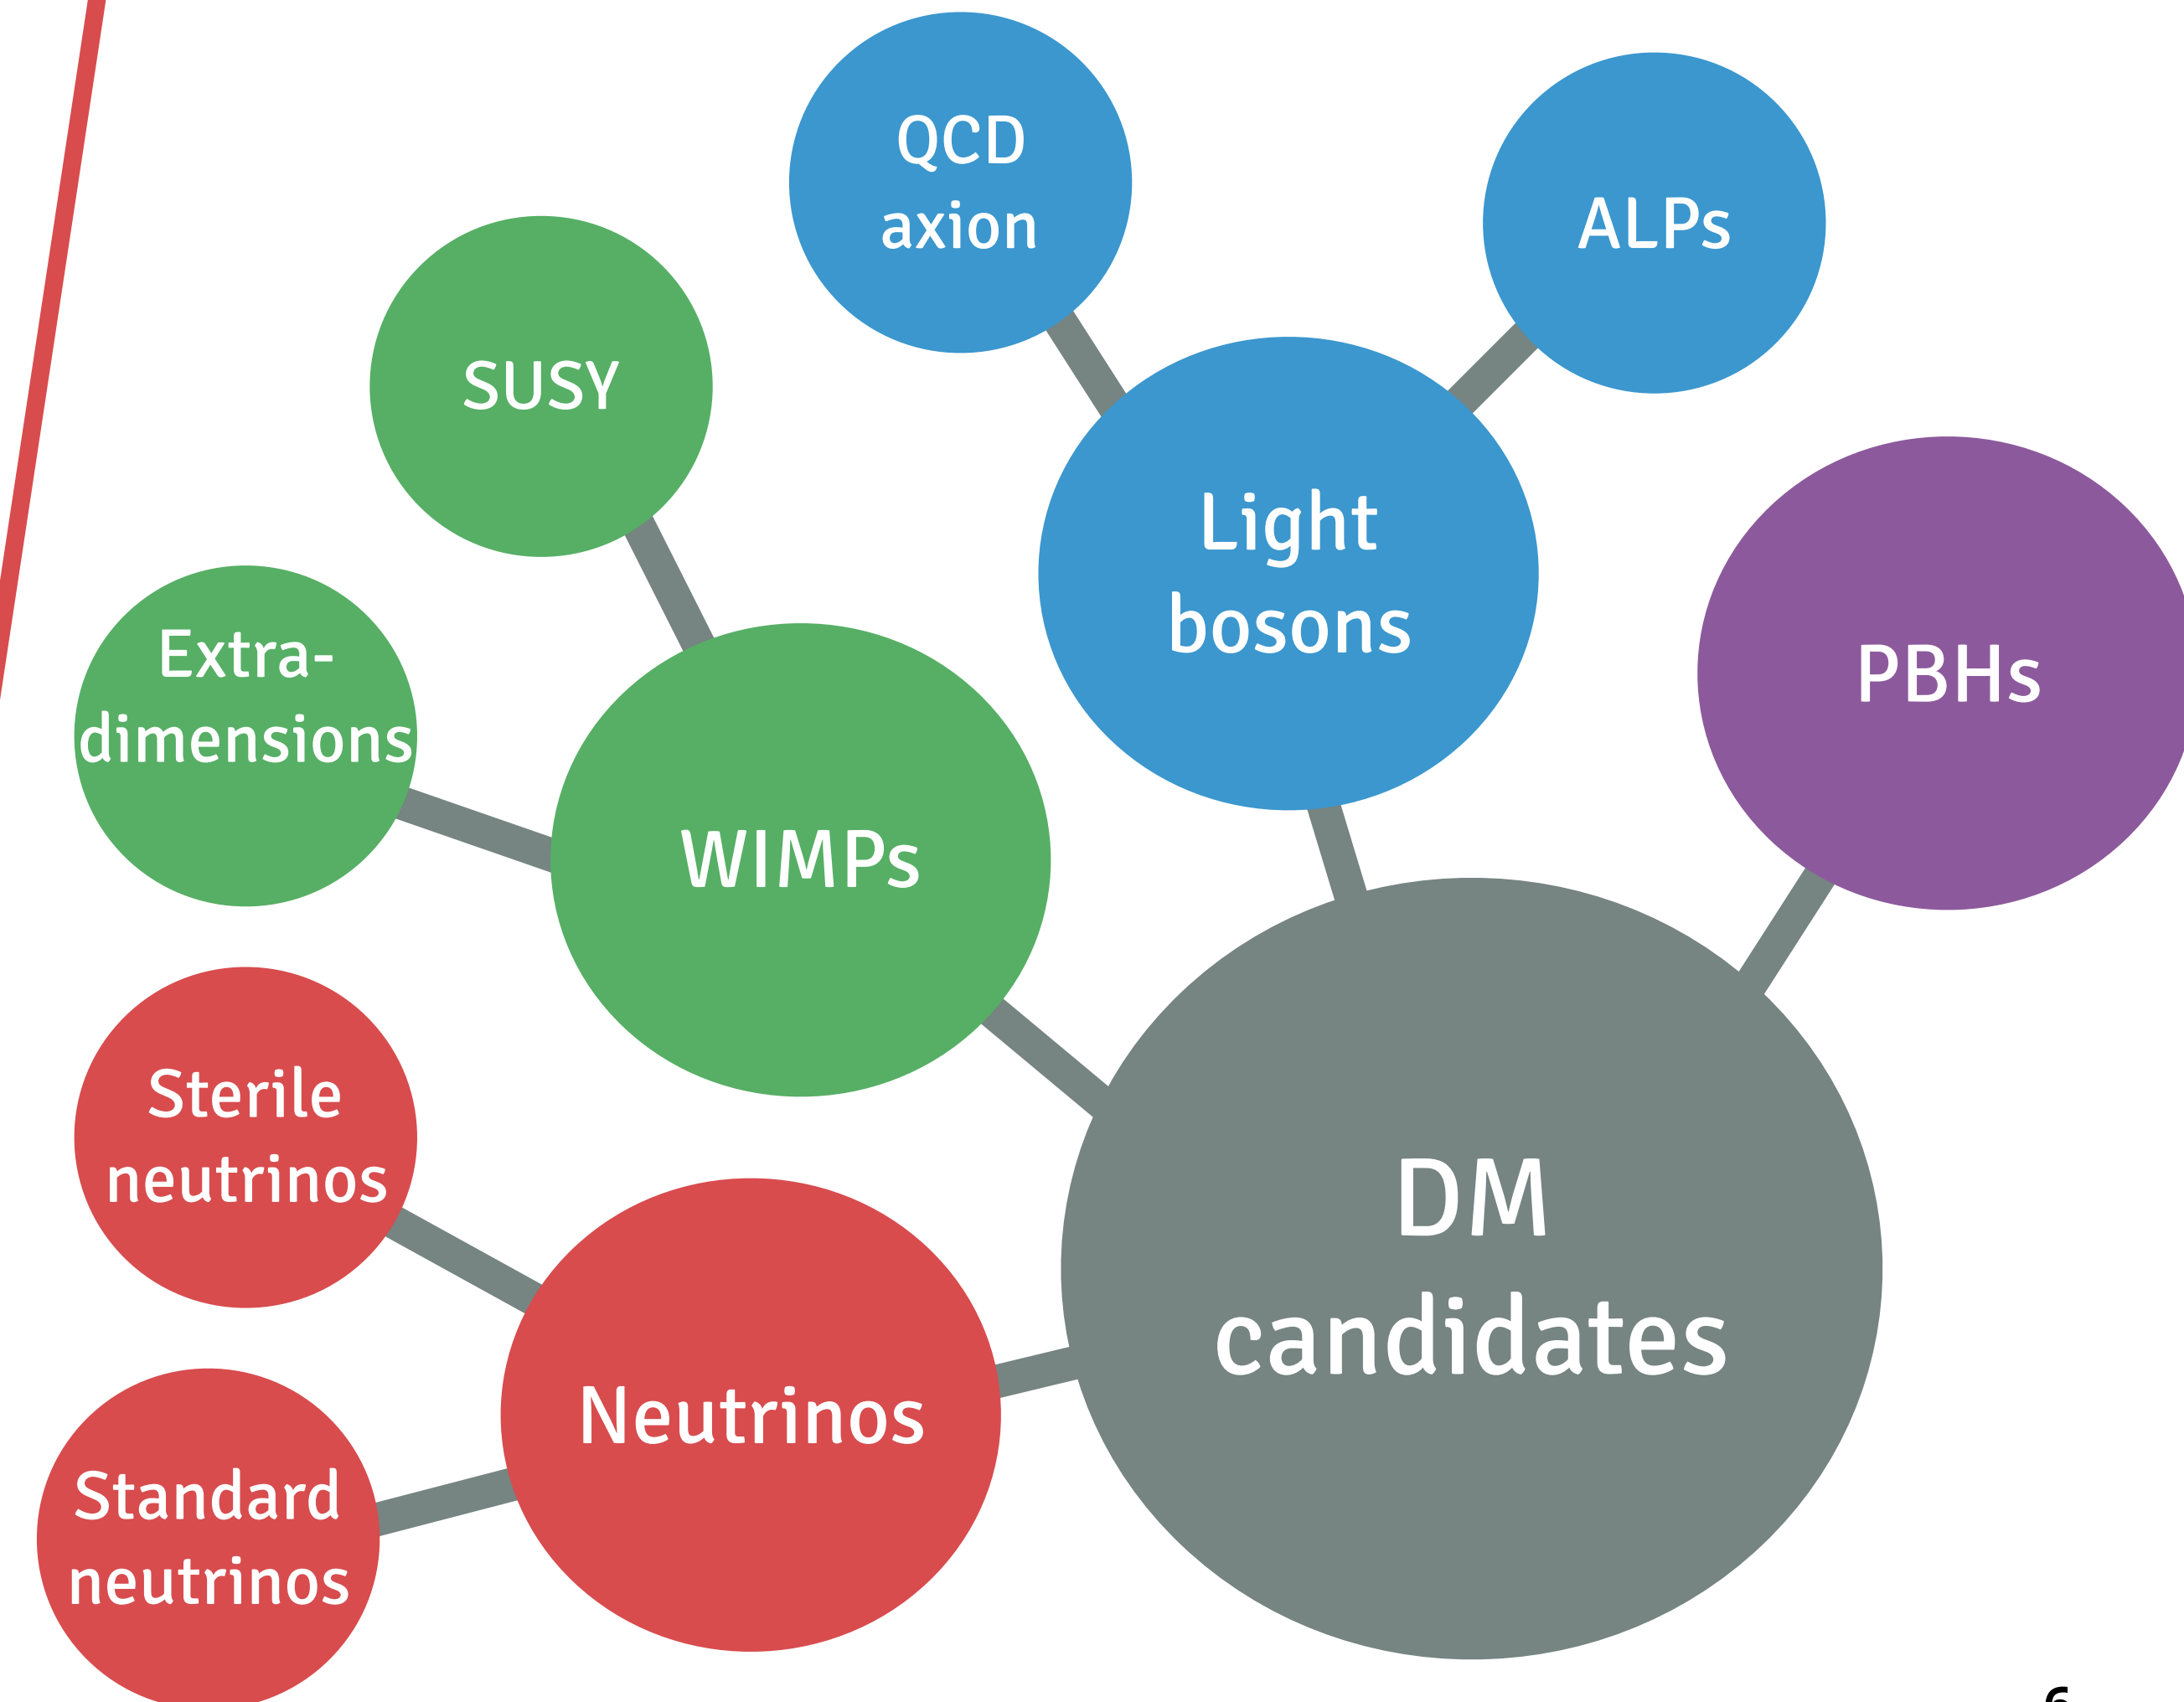 QCD
axion
ALPs
SUSY
Light
bosons
Extra-
dimensions
PBHs
WIMPs
Sterile
neutrinos
DM
candidates
Neutrinos
Standard
neutrinos